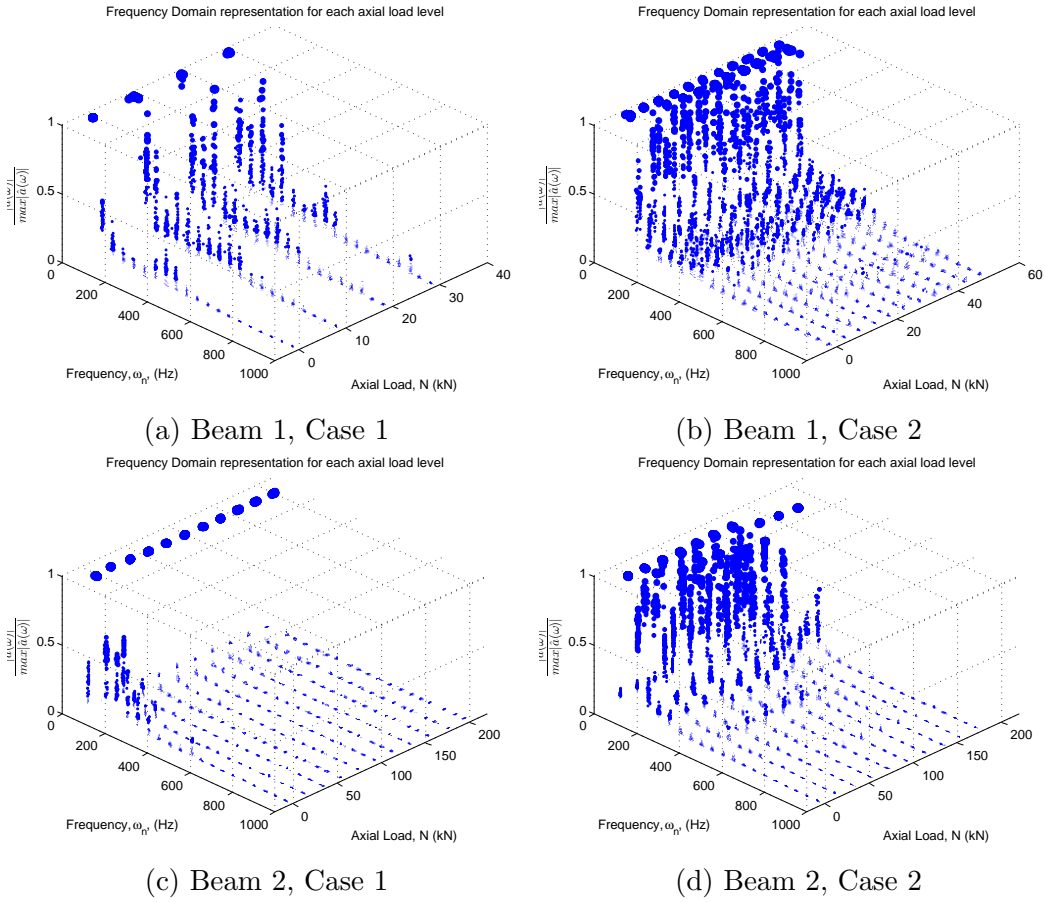 Frequency Domain representation for each axial load level
1
0.5
0
max|â(ω)|
0
200
400
600
800
1000
0
10
20
30
40
Frequency, ωn, (Hz)
Axial Load, N (kN)
(a) Beam 1, Case 1
Frequency Domain representation for each axial load level
1
0.5
0
max|â(ω)|
0
200
400
600
800
1000
0
20
40
60
Frequency, ωn, (Hz)
Axial Load, N (kN)
(b) Beam 1, Case 2
Frequency Domain representation for each axial load level
1
0.5
0
max|â(ω)|
0
200
400
600
800
1000
0
50
100
150
200
Frequency, ωn, (Hz)
Axial Load, N (kN)
(c) Beam 2, Case 1
Frequency Domain representation for each axial load level
1
0.5
0
max|â(ω)|
0
200
400
600
800
1000
0
50
100
150
200
Frequency, ωn, (Hz)
Axial Load, N (kN)
(d) Beam 2, Case 2